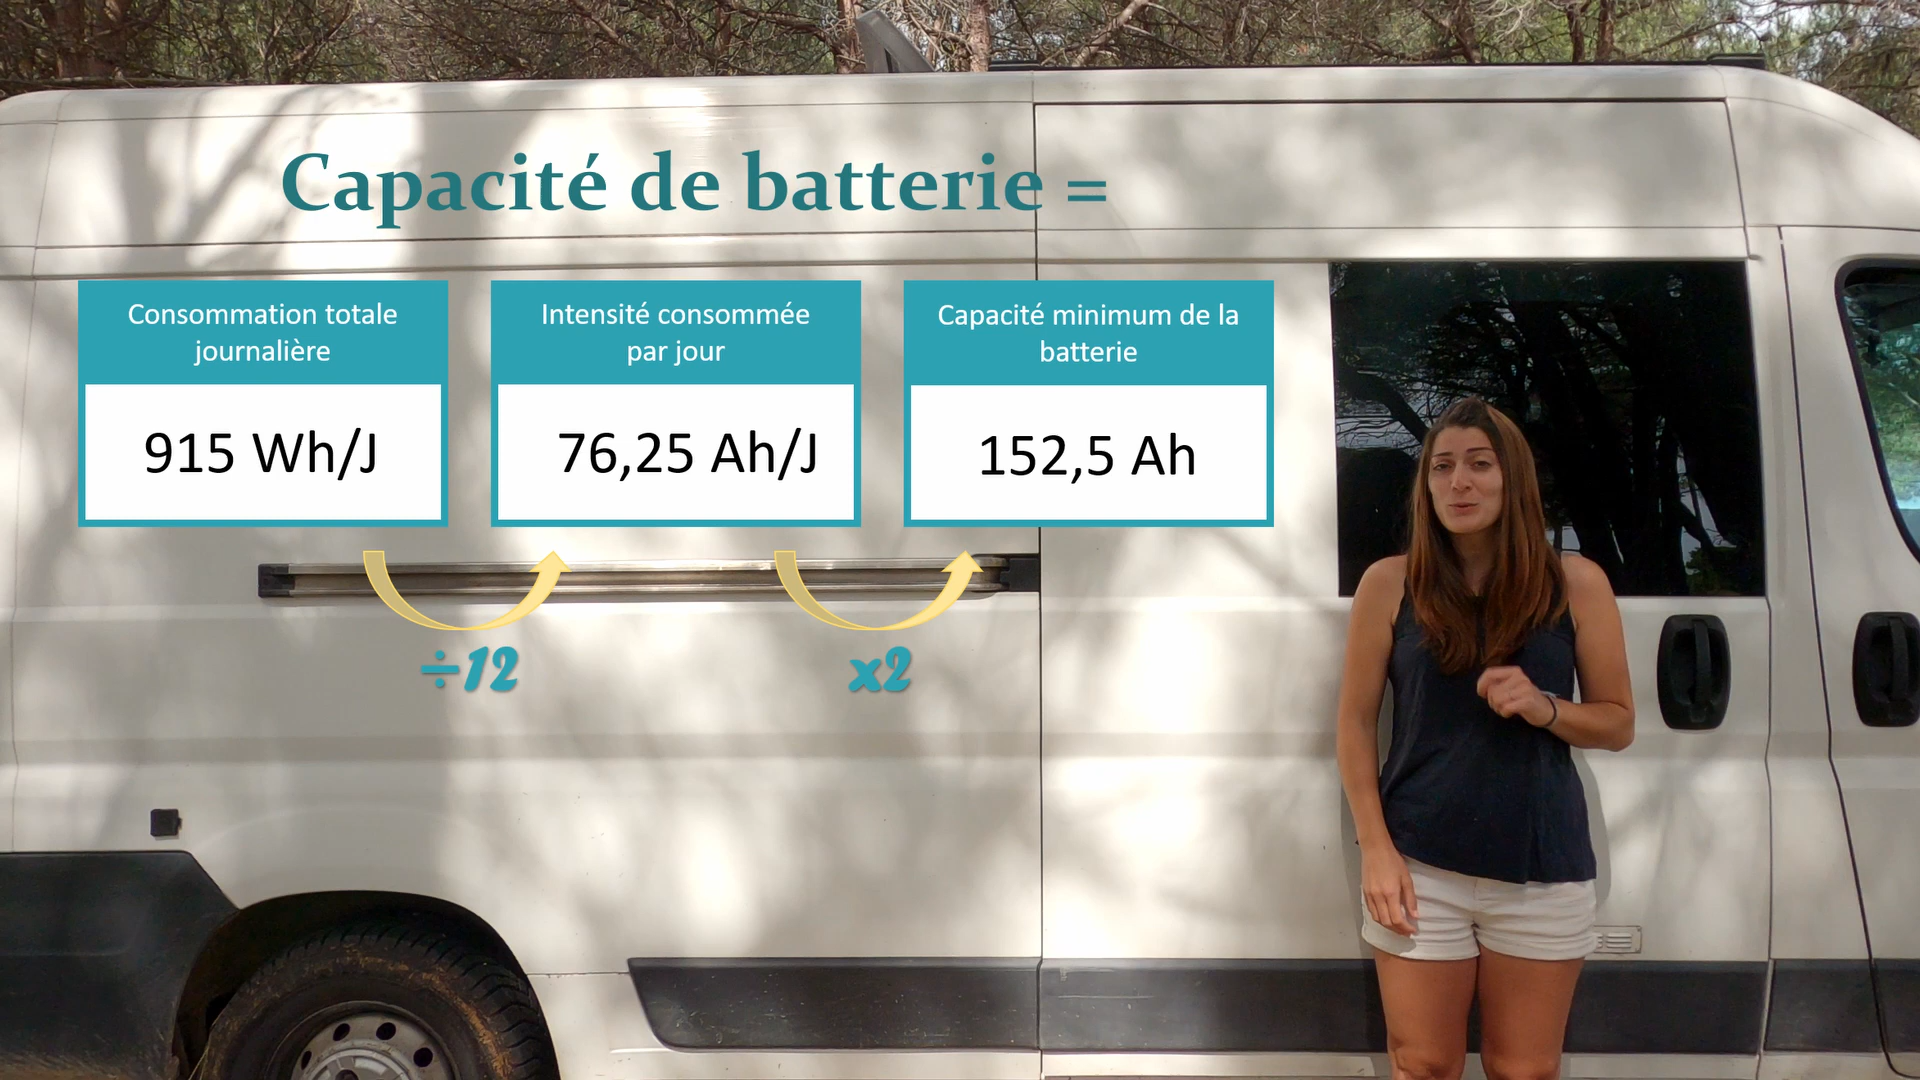 Capacité de batterie =
Consommation totale
journalière
915 Wh/J
Intensité consommée
par jour
76,25 Ah/J
Capacité minimum de la
batterie
152,5 Ah
÷12
x2